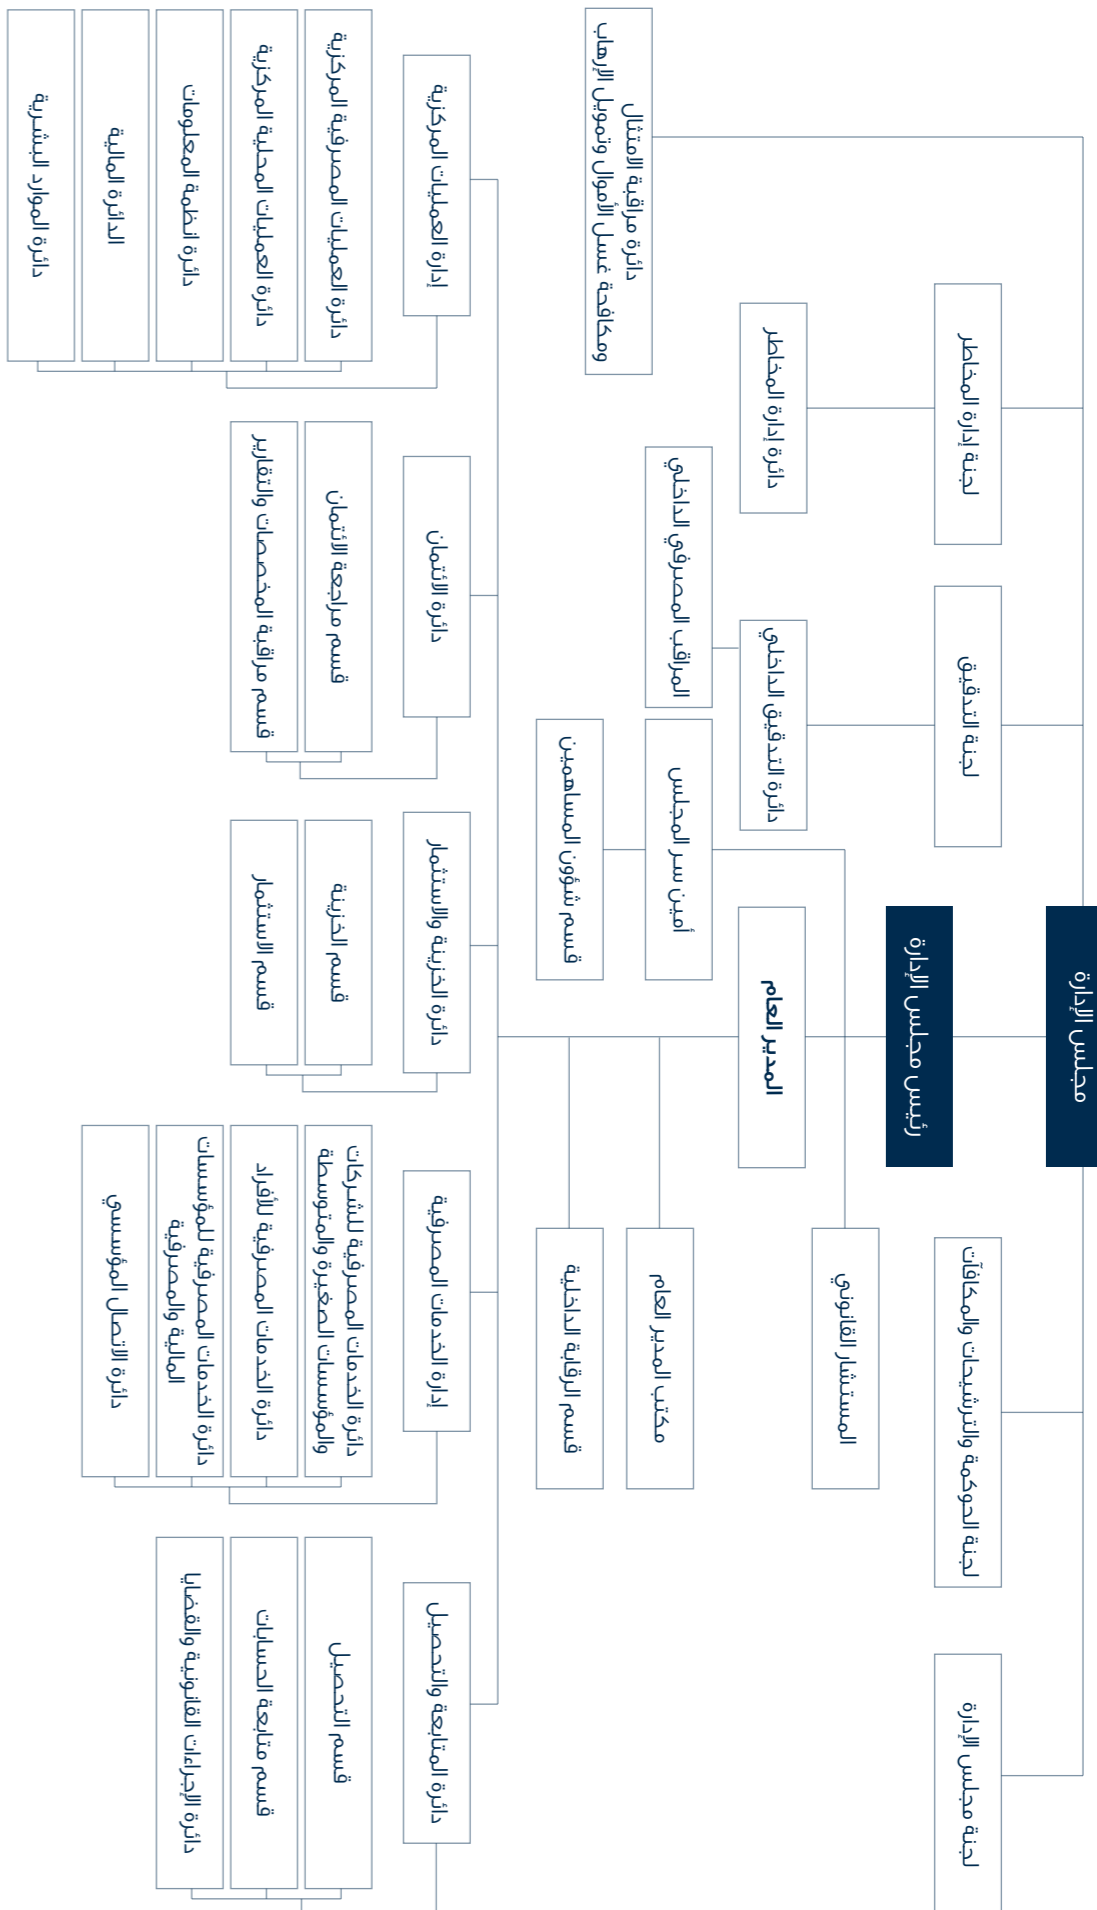 مجلس الإدارة
رئيس مجلس الإدارة
لجنة مجلس الإدارة
لجنة الحوكمة والترشيحات والمكافآت
لجنة التدقيق
لجنة إدارة المخاطر
المستشار القانوني
المدير العام
دائرة التدقيق الداخلي
دائرة إدارة المخاطر
مكتب المدير العام
أمين سر المجلس
المراقب المصرفي الداخلي
دائرة مراقبة الامتثال
ومكافحة غسل الأموال وتمويل الإرهاب
قسم الرقابة الداخلية
قسم شؤون المساهمين
دائرة المتابعة والتحصيل
إدارة الخدمات المصرفية
دائرة الخزينة والاستثمار
دائرة الائتمان
إدارة العمليات المركزية
قسم التحصيل
دائرة الخدمات المصرفية للشركات
والمؤسسات الصغيرة والمتوسطة
قسم الخزينة
قسم مراجعة الائتمان
دائرة العمليات المصرفية المركزية
قسم متابعة الحسابات
دائرة الخدمات المصرفية للأفراد
قسم الاستثمار
قسم مراقبة المخصصات والتقارير
دائرة العمليات المحلية المركزية
دائرة الإجراءات القانونية والقضايا
دائرة الخدمات المصرفية للمؤسسات
المالية والمصرفية
دائرة انظمة المعلومات
دائرة الاتصال المؤسسي
الدائرة المالية
دائرة الموارد البشرية